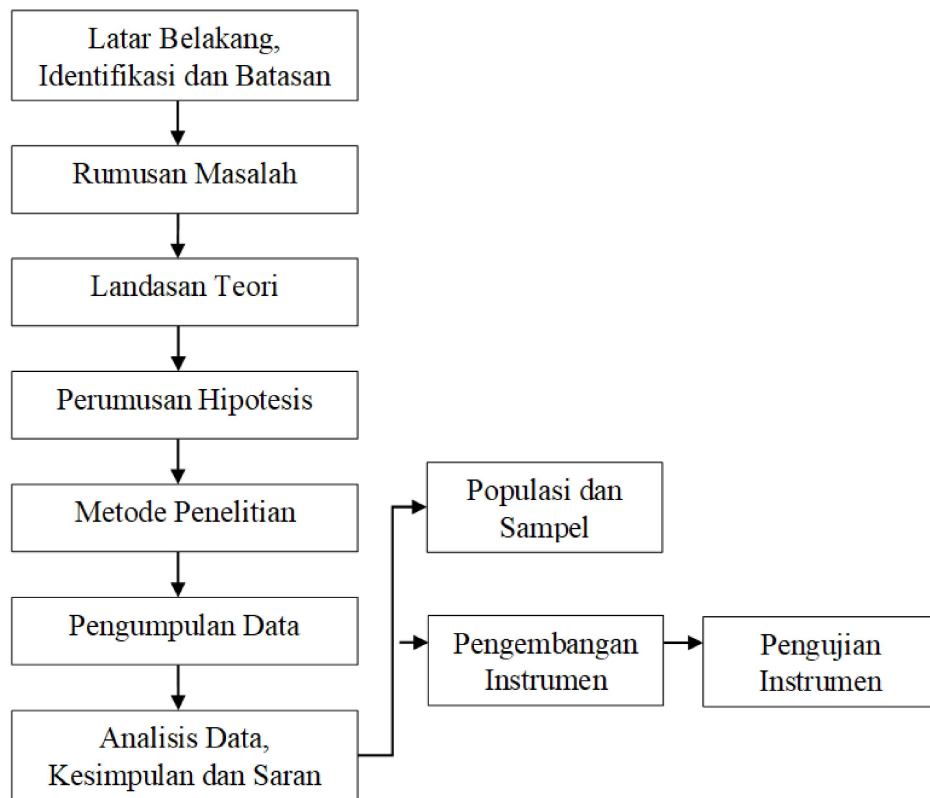 Latar Belakang,
Identifikasi dan Batasan
Rumusan Masalah
Landasan Teori
Perumusan Hipotesis
Metode Penelitian
Pengumpulan Data
Analisis Data,
Kesimpulan dan Saran
Populasi dan
Sampel
Pengembangan
Instrumen
Pengujian
Instrumen